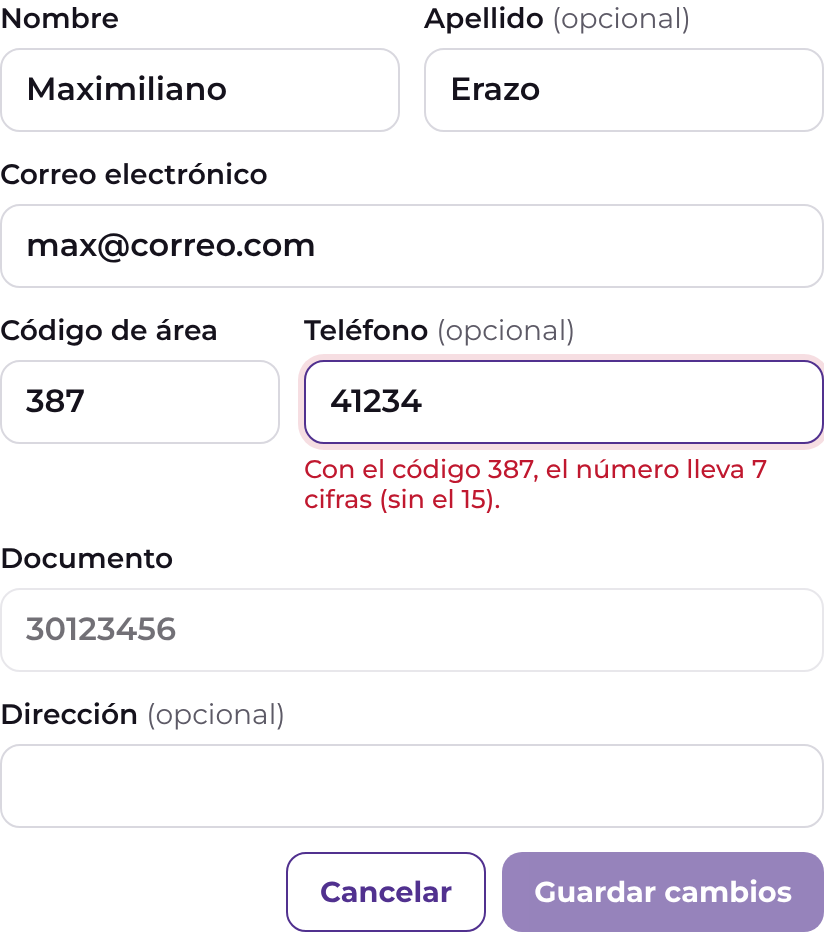 Nombre
Apellido (opcional)
Maximiliano
Erazo
Correo electrónico
max@correo.com
Código de área
Teléfono (opcional)
387
41234
Con el código 387, el número lleva 7
cifras (sin el 15).
Documento
30123456
Dirección (opcional)
Cancelar
Guardar cambios